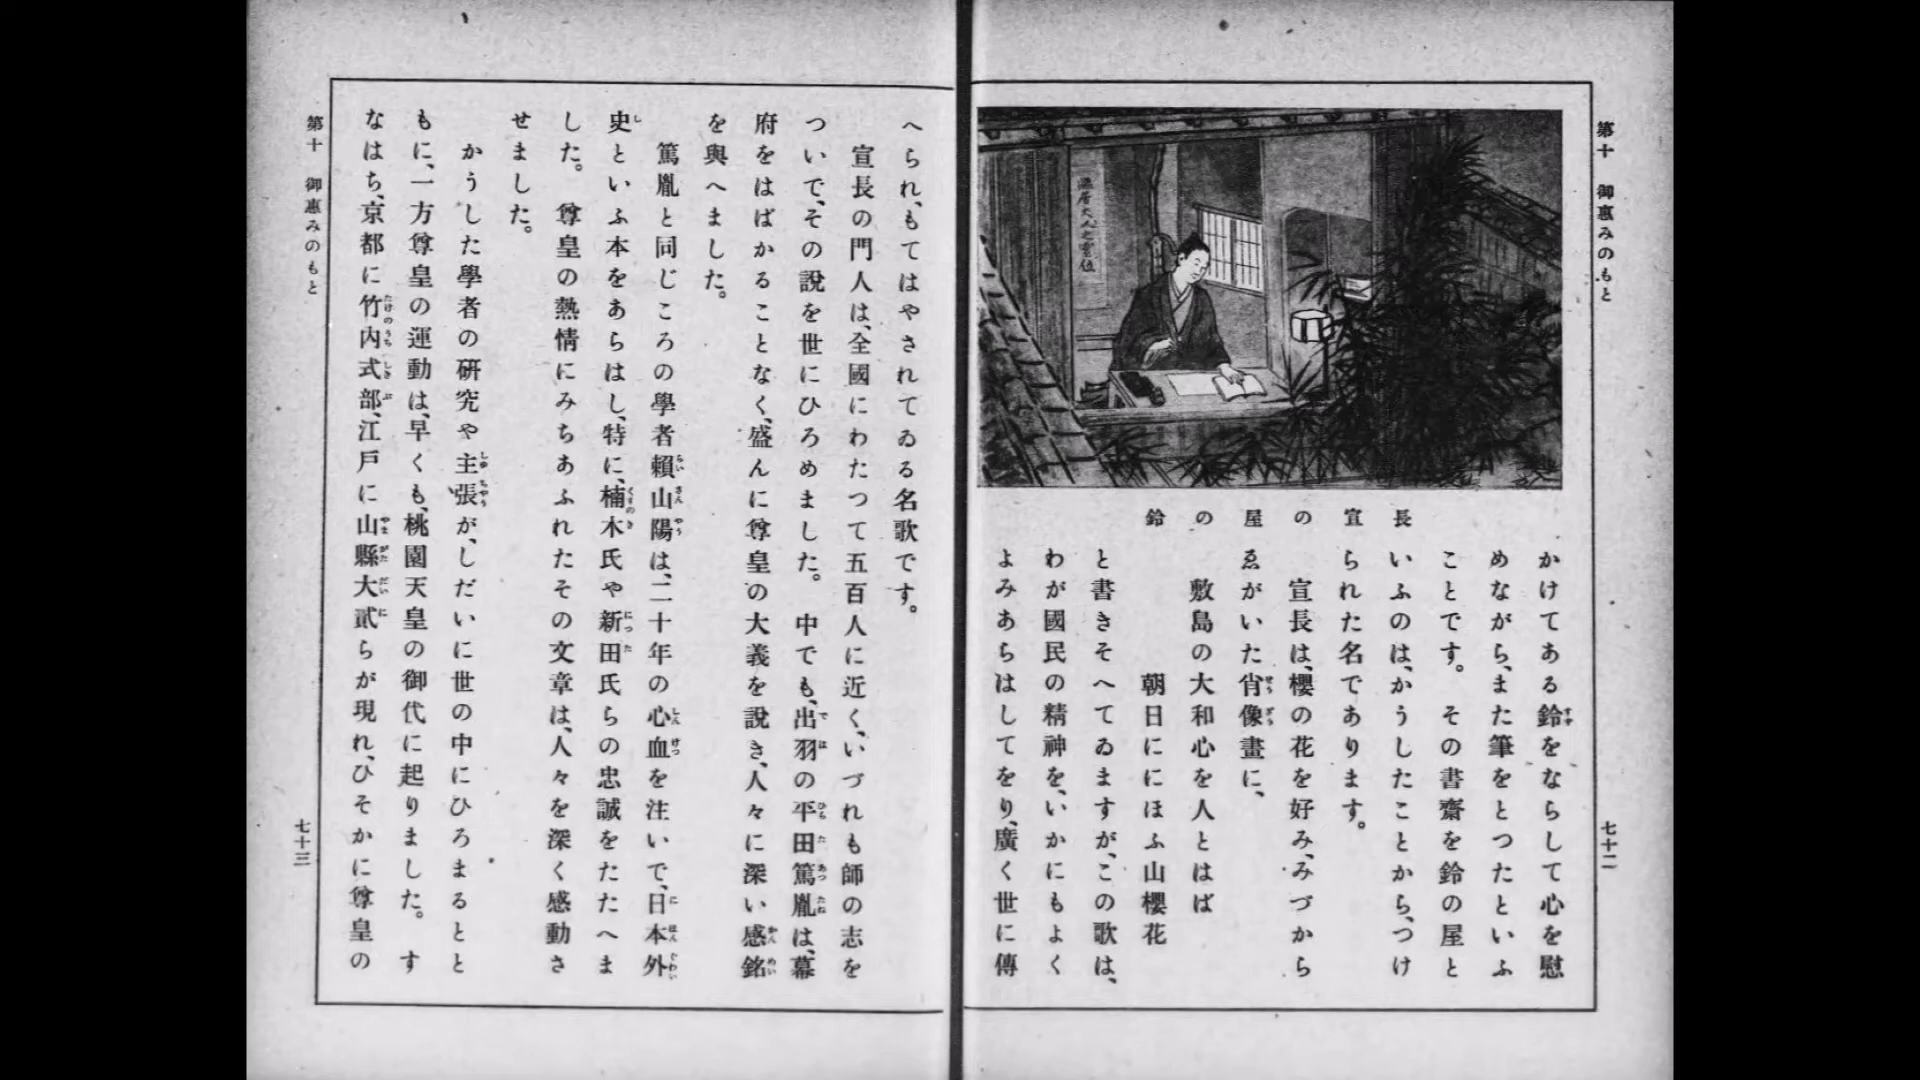 第十　御惠みのもと
七十二
縣居大人之霊位
長宣の屋の鈴
かけてある鈴をならして心を慰
めながら、また筆をとつたといふ
ことです。その書齋を鈴の屋と
いふのは、かうしたことから、つけ
られた名であります。
宣長は、櫻の花を好み、みづから
ゑがいた肖像畫に、
敷島の大和心を人とはば
朝日ににほふ山櫻花
と書きそへてゐますが、この歌は、
わが國民の精神を、いかにもよく
よみあらはしてをり、廣く世に傳
へられ、もてはやされてゐる名歌です。
宣長の門人は、全國にわたつて五百人に近く、いづれも師の志を
ついで、その說を世にひろめました。中でも、出羽の平田篤胤は、幕
府をはばかることなく、盛んに尊皇の大義を說き、人々に深い感銘
を與へました。
篤胤と同じころの學者賴山陽は、二十年の心血を注いで、日本外
史といふ本をあらはし、特に、楠木氏や新田氏らの忠誠をたたへま
した。尊皇の熱情にみちあふれたその文章は、人々を深く感動さ
せました。
かうした學者の硏究や主張が、しだいに世の中にひろまるとと
もに、一方尊皇の運動は、早くも、桃園天皇の御代に起りました。す
なはち、京都に竹內式部、江戶に山縣大貳らが現れ、ひそかに尊皇の
第十　御惠みのもと
七十三